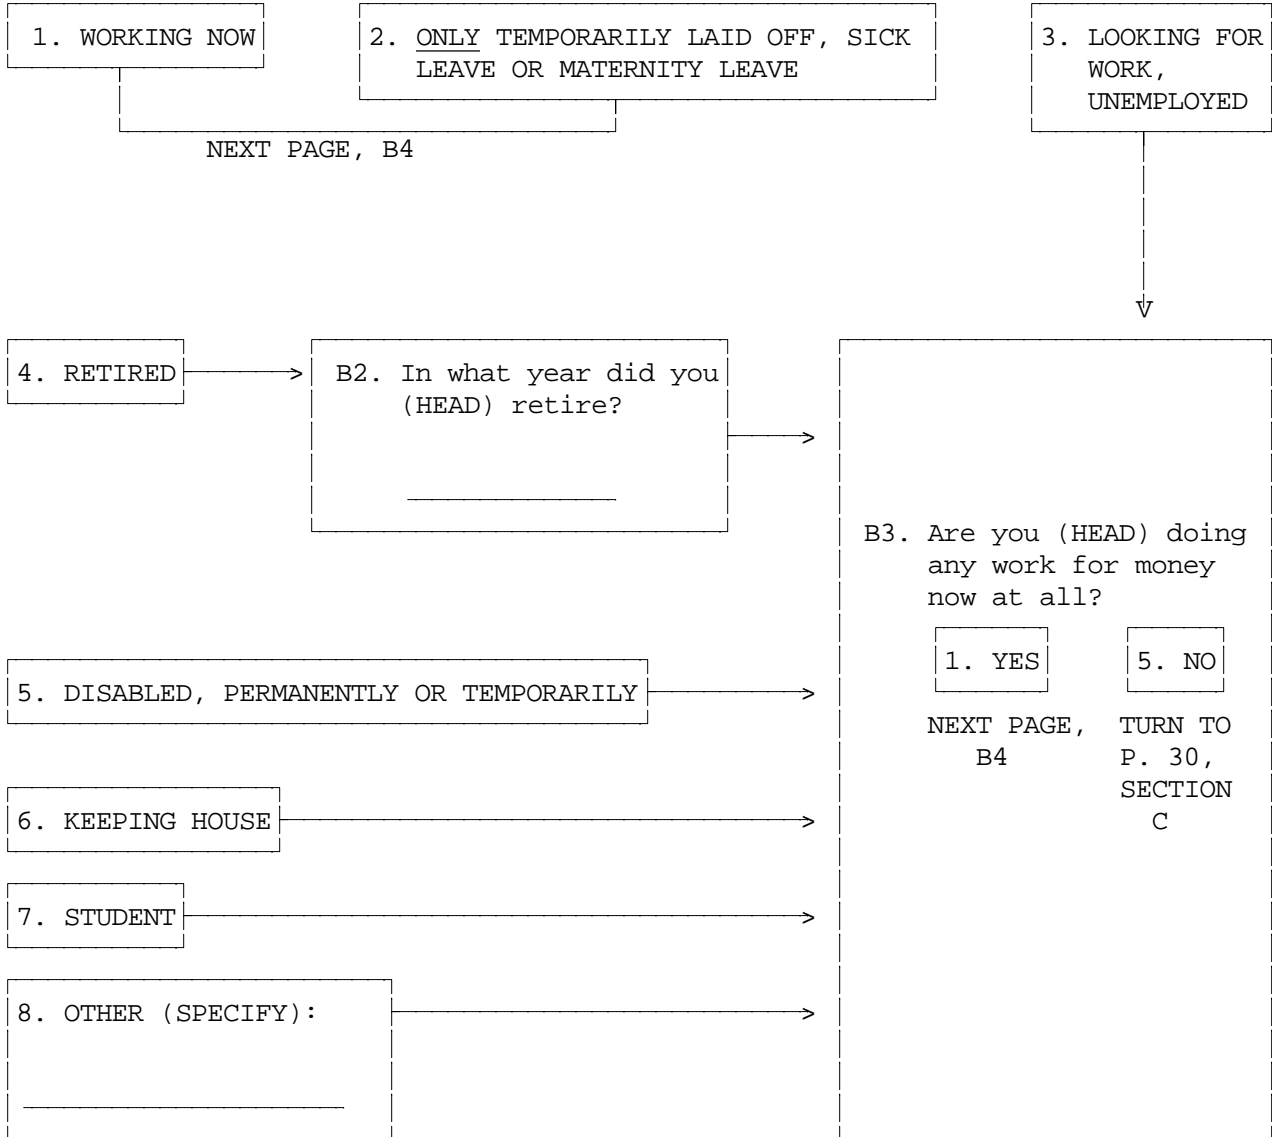 1. WORKING NOW
2. ONLY TEMPORARILY LAID OFF, SICK
LEAVE OR MATERNITY LEAVE
3. LOOKING FOR
WORK,
UNEMPLOYED
NEXT PAGE, B4
4. RETIRED
B2. In what year did you
(HEAD) retire?
B3. Are you (HEAD) doing
any work for money
now at all?
1. YES
5. NO
NEXT PAGE,
B4
TURN TO
P. 30,
SECTION
C
5. DISABLED, PERMANENTLY OR TEMPORARILY
6. KEEPING HOUSE
7. STUDENT
8. OTHER (SPECIFY):